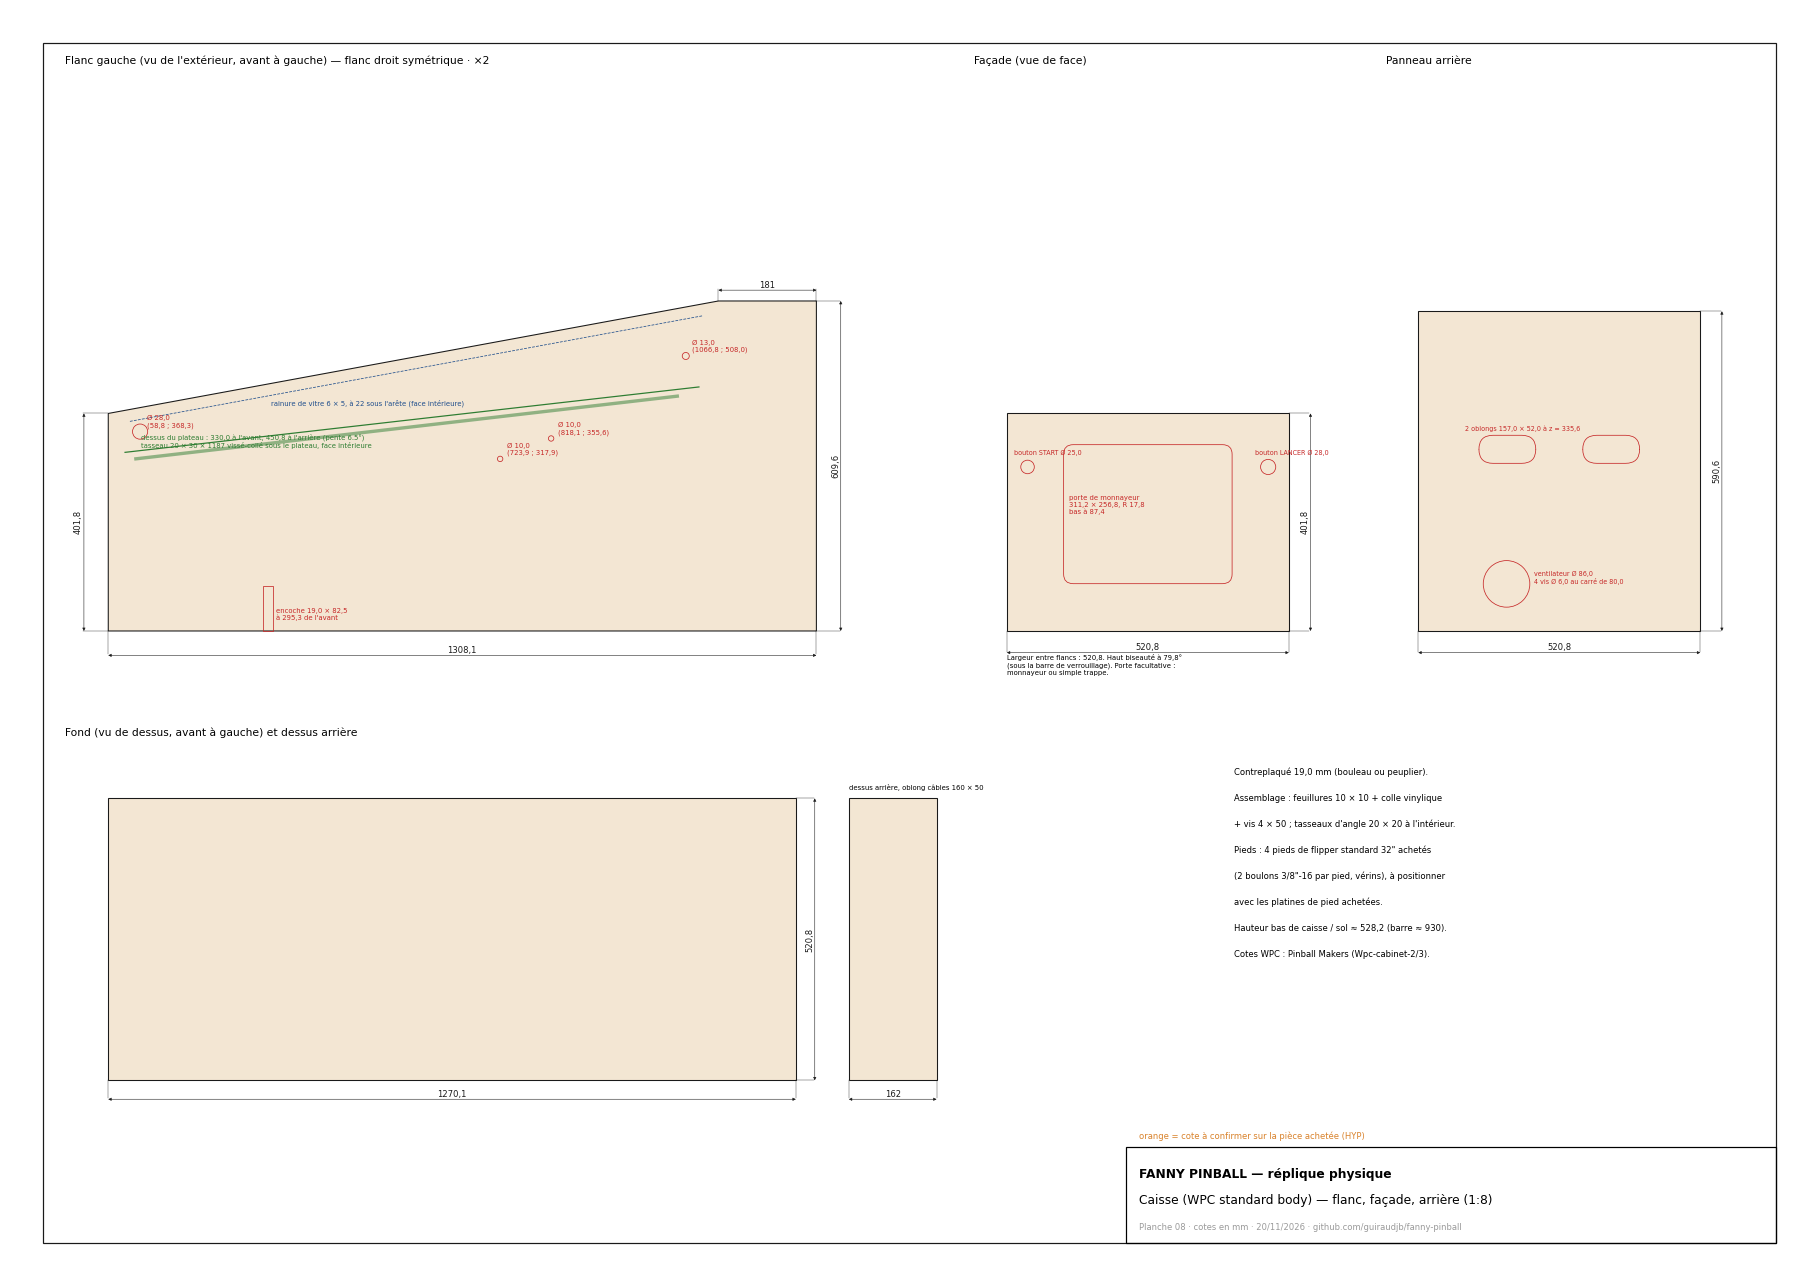 Flanc gauche (vu de l'extérieur, avant à gauche) — flanc droit symétrique · ×2
Façade (vue de face)
Panneau arrière
181
Ø 13,0
(1066,8 ; 508,0)
rainure de vitre 6 × 5, à 22 sous l'arête (face intérieure)
Ø 28,0
(58,8 ; 368,3)
dessus du plateau : 330,0 à l'avant, 450,8 à l'arrière (pente 6.5°)
tasseau 20 × 30 × 1187 vissé-collé sous le plateau, face intérieure
Ø 10,0
(818,1 ; 355,6)
Ø 10,0
(723,9 ; 317,9)
609,6
401,8
encoche 19,0 × 82,5
à 295,3 de l'avant
1308,1
bouton START Ø 25,0
bouton LANCER Ø 28,0
porte de monnayeur
311,2 × 256,8, R 17,8
bas à 87,4
401,8
520,8
Largeur entre flancs : 520,8. Haut biseauté à 79,8°
(sous la barre de verrouillage). Porte facultative :
monnayeur ou simple trappe.
2 oblongs 157,0 × 52,0 à z = 335,6
590,6
ventilateur Ø 86,0
4 vis Ø 6,0 au carré de 80,0
520,8
Fond (vu de dessus, avant à gauche) et dessus arrière
dessus arrière, oblong câbles 160 × 50
520,8
1270,1
162
Contreplaqué 19,0 mm (bouleau ou peuplier).
Assemblage : feuillures 10 × 10 + colle vinylique
+ vis 4 × 50 ; tasseaux d'angle 20 × 20 à l'intérieur.
Pieds : 4 pieds de flipper standard 32" achetés
(2 boulons 3/8"-16 par pied, vérins), à positionner
avec les platines de pied achetées.
Hauteur bas de caisse / sol ≈ 528,2 (barre ≈ 930).
Cotes WPC : Pinball Makers (Wpc-cabinet-2/3).
orange = cote à confirmer sur la pièce achetée (HYP)
FANNY PINBALL — réplique physique
Caisse (WPC standard body) — flanc, façade, arrière (1:8)
Planche 08 · cotes en mm · 20/11/2026 · github.com/guiraudjb/fanny-pinball